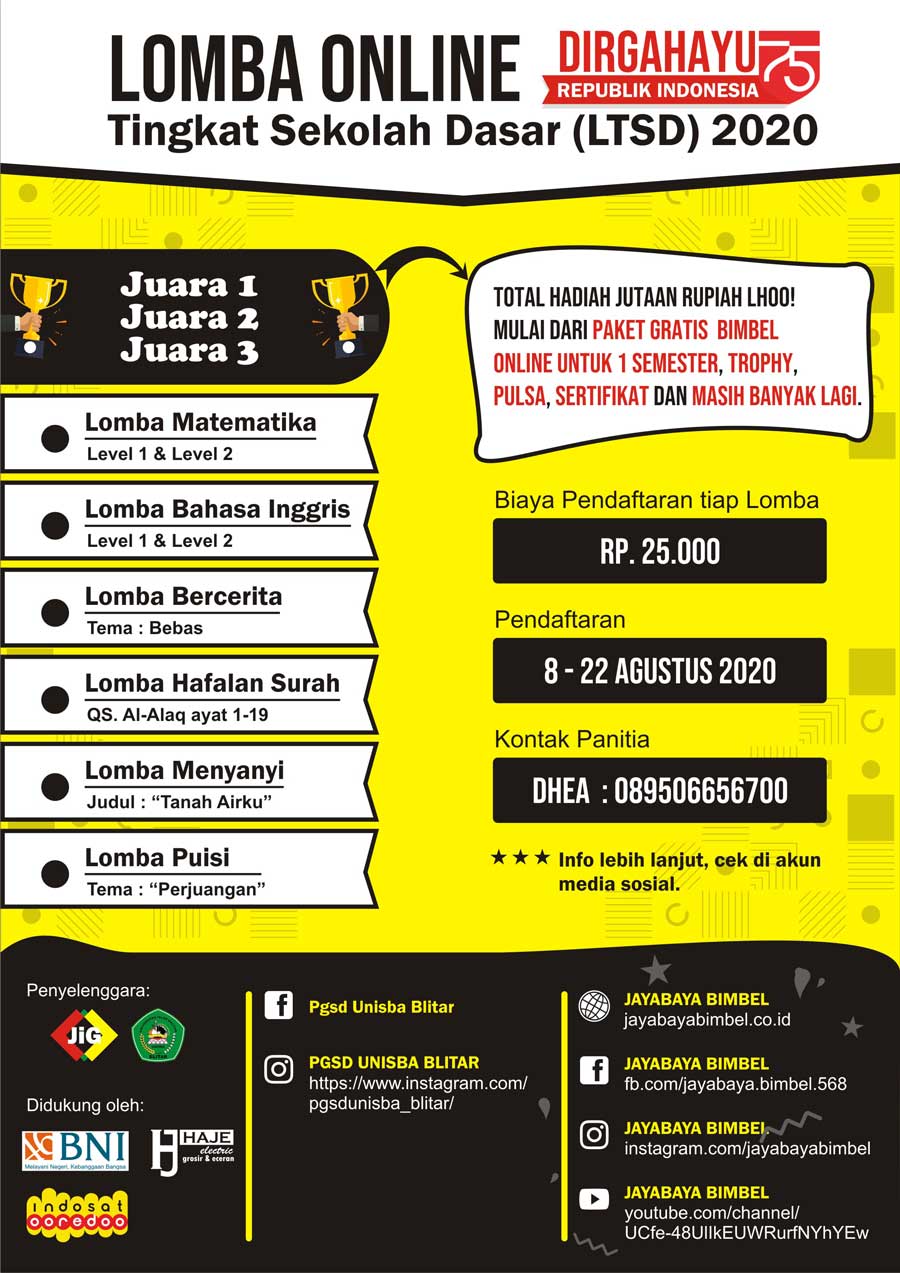 LOMBA ONLINE
DIRGAHAYU 75
REPUBLIK INDONESIA
Tingkat Sekolah Dasar (LTSD) 2020
Juara 1
Juara 2
Juara 3
TOTAL HADIAH JUTAAN RUPIAH LHOO!
MULAI DARI PAKET GRATIS BIMBEL
ONLINE UNTUK 1 SEMESTER, TROPHY,
PULSA, SERTIFIKAT DAN MASIH BANYAK LAGI.
Lomba Matematika
Level 1 & Level 2
Lomba Bahasa Inggris
Level 1 & Level 2
Lomba Bercerita
Tema : Bebas
Lomba Hafalan Surah
QS. Al-Alaq ayat 1-19
Lomba Menyanyi
Judul : “Tanah Airku”
Lomba Puisi
Tema : “Perjuangan”
Biaya Pendaftaran tiap Lomba
RP. 25.000
Pendaftaran
8 - 22 AGUSTUS 2020
Kontak Panitia
DHEA : 089506656700
Info lebih lanjut, cek di akun
media sosial.
Penyelenggara:
JiG
BLITAR
Didukung oleh:
BNI
Melayani Negeri, Kebanggaan Bangsa
HJ HAJE
electric
grosir & eceran
indosat
ooredoo
Pgsd Unisba Blitar
PGSD UNISBA BLITAR
https://www.instagram.com/
pgsdunisba_blitar/
JAYABAYA BIMBEL
jayabayabimbel.co.id
JAYABAYA BIMBEL
fb.com/jayabaya.bimbel.568
JAYABAYA BIMBEL
instagram.com/jayabayabimbel
JAYABAYA BIMBEL
youtube.com/channel/
UCfe-48UIIkEUWRurfNYhYEw